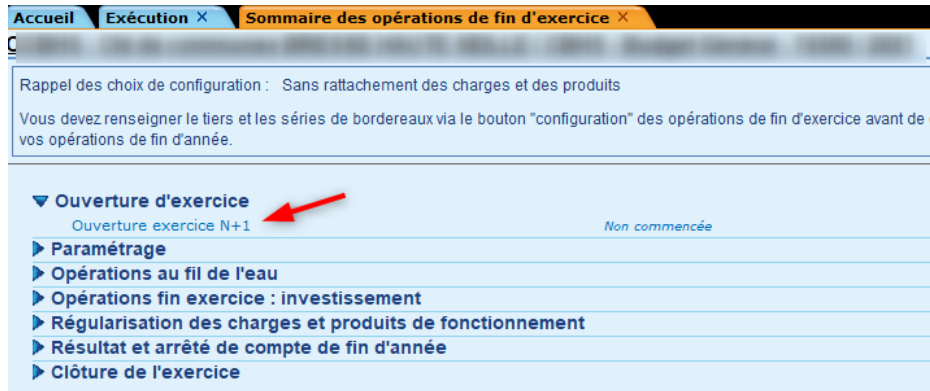 Accueil Exécution × Sommaire des opérations de fin d'exercice ×
Rappel des choix de configuration : Sans rattachement des charges et des produits
Vous devez renseigner le tiers et les séries de bordereaux via le bouton "configuration" des opérations de fin d'exercice avant de
vos opérations de fin d'année.
Ouverture d'exercice
Ouverture exercice N+1 Non commencée
Paramétrage
Opérations au fil de l'eau
Opérations fin exercice : investissement
Régularisation des charges et produits de fonctionnement
Résultat et arrêté de compte de fin d'année
Clôture de l'exercice